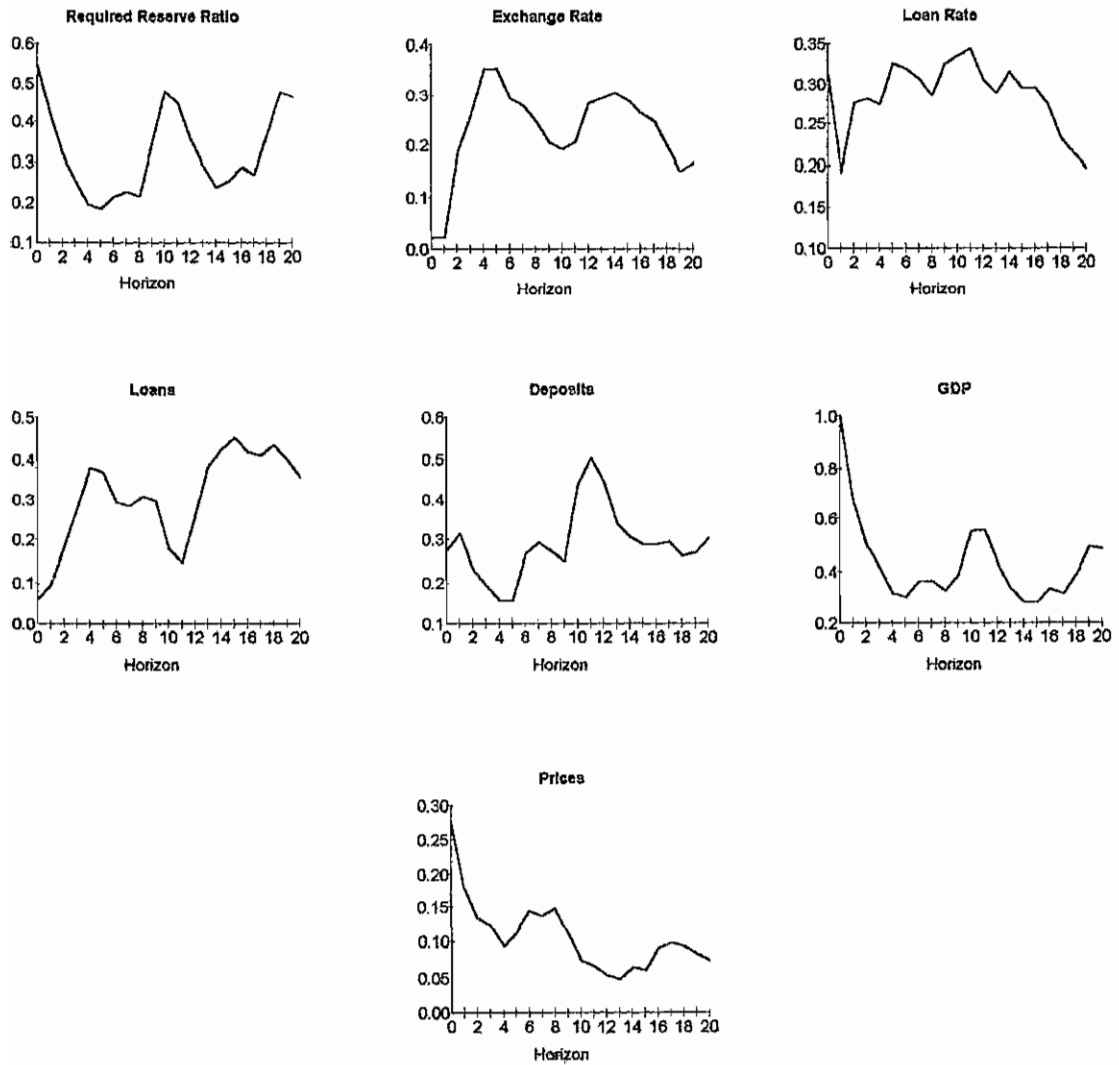 Required Reserve Ratio
0.6
0.5
0.4
0.3
0.2
0.1
0 2 4 6 8 10 12 14 16 18 20
Horizon
Exchange Rate
0.4
0.3
0.2
0.1
0.0
0 2 4 6 8 10 12 14 16 18 20
Horizon
Loan Rate
0.35
0.30
0.25
0.20
0.15
0.10
0 2 4 6 8 10 12 14 16 18 20
Horizon
Loans
0.5
0.4
0.3
0.2
0.1
0.0
0 2 4 6 8 10 12 14 16 18 20
Horizon
Deposits
0.6
0.5
0.4
0.3
0.2
0.1
0 2 4 6 8 10 12 14 16 18 20
Horizon
GDP
1.0
0.8
0.6
0.4
0.2
0 2 4 6 8 10 12 14 16 18 20
Horizon
Prices
0.30
0.25
0.20
0.15
0.10
0.05
0.00
0 2 4 6 8 10 12 14 16 18 20
Horizon